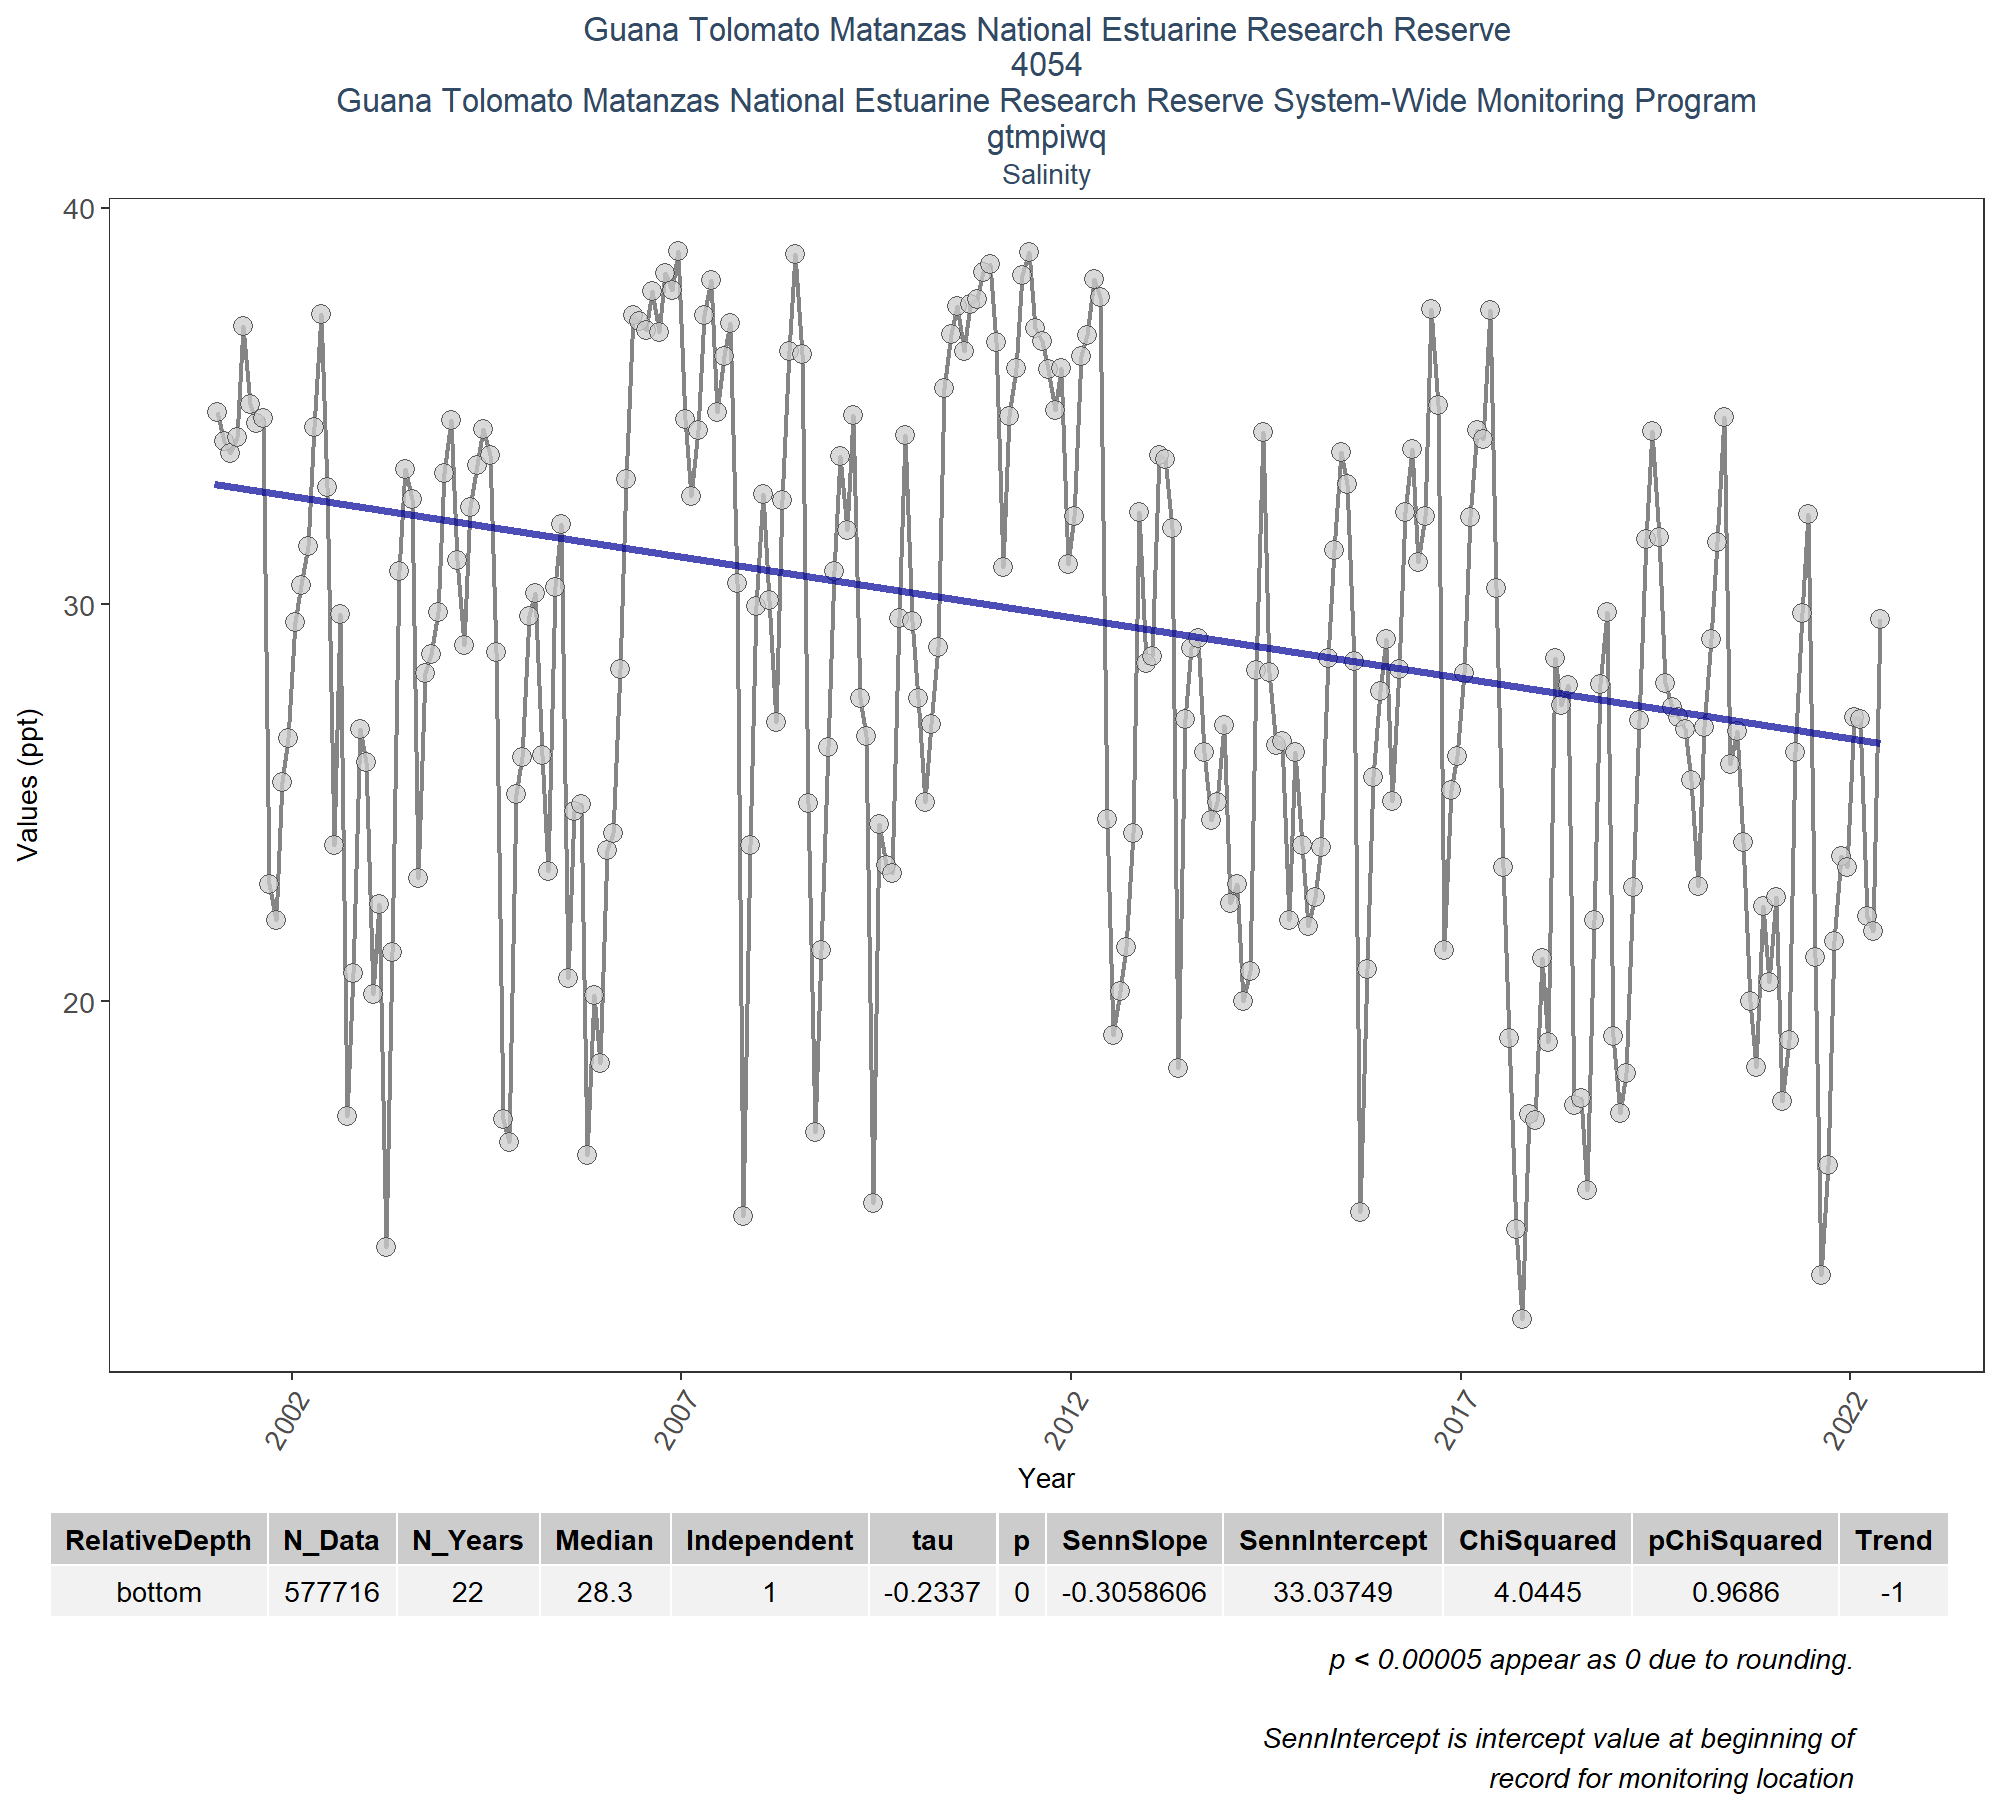 Guana Tolomato Matanzas National Estuarine Research Reserve
4054
Guana Tolomato Matanzas National Estuarine Research Reserve System-Wide Monitoring Program
gtmpiwq
Salinity
40
30
20
Values (ppt)
2002 2007 2012 2017 2022
Year
RelativeDepth N_Data N_Years Median Independent tau p SennSlope SennIntercept ChiSquared pChiSquared Trend
bottom 577716 22 28.3 1 -0.2337 0 -0.3058606 33.03749 4.0445 0.9686 -1
p < 0.00005 appear as 0 due to rounding.
SennIntercept is intercept value at beginning of
record for monitoring location